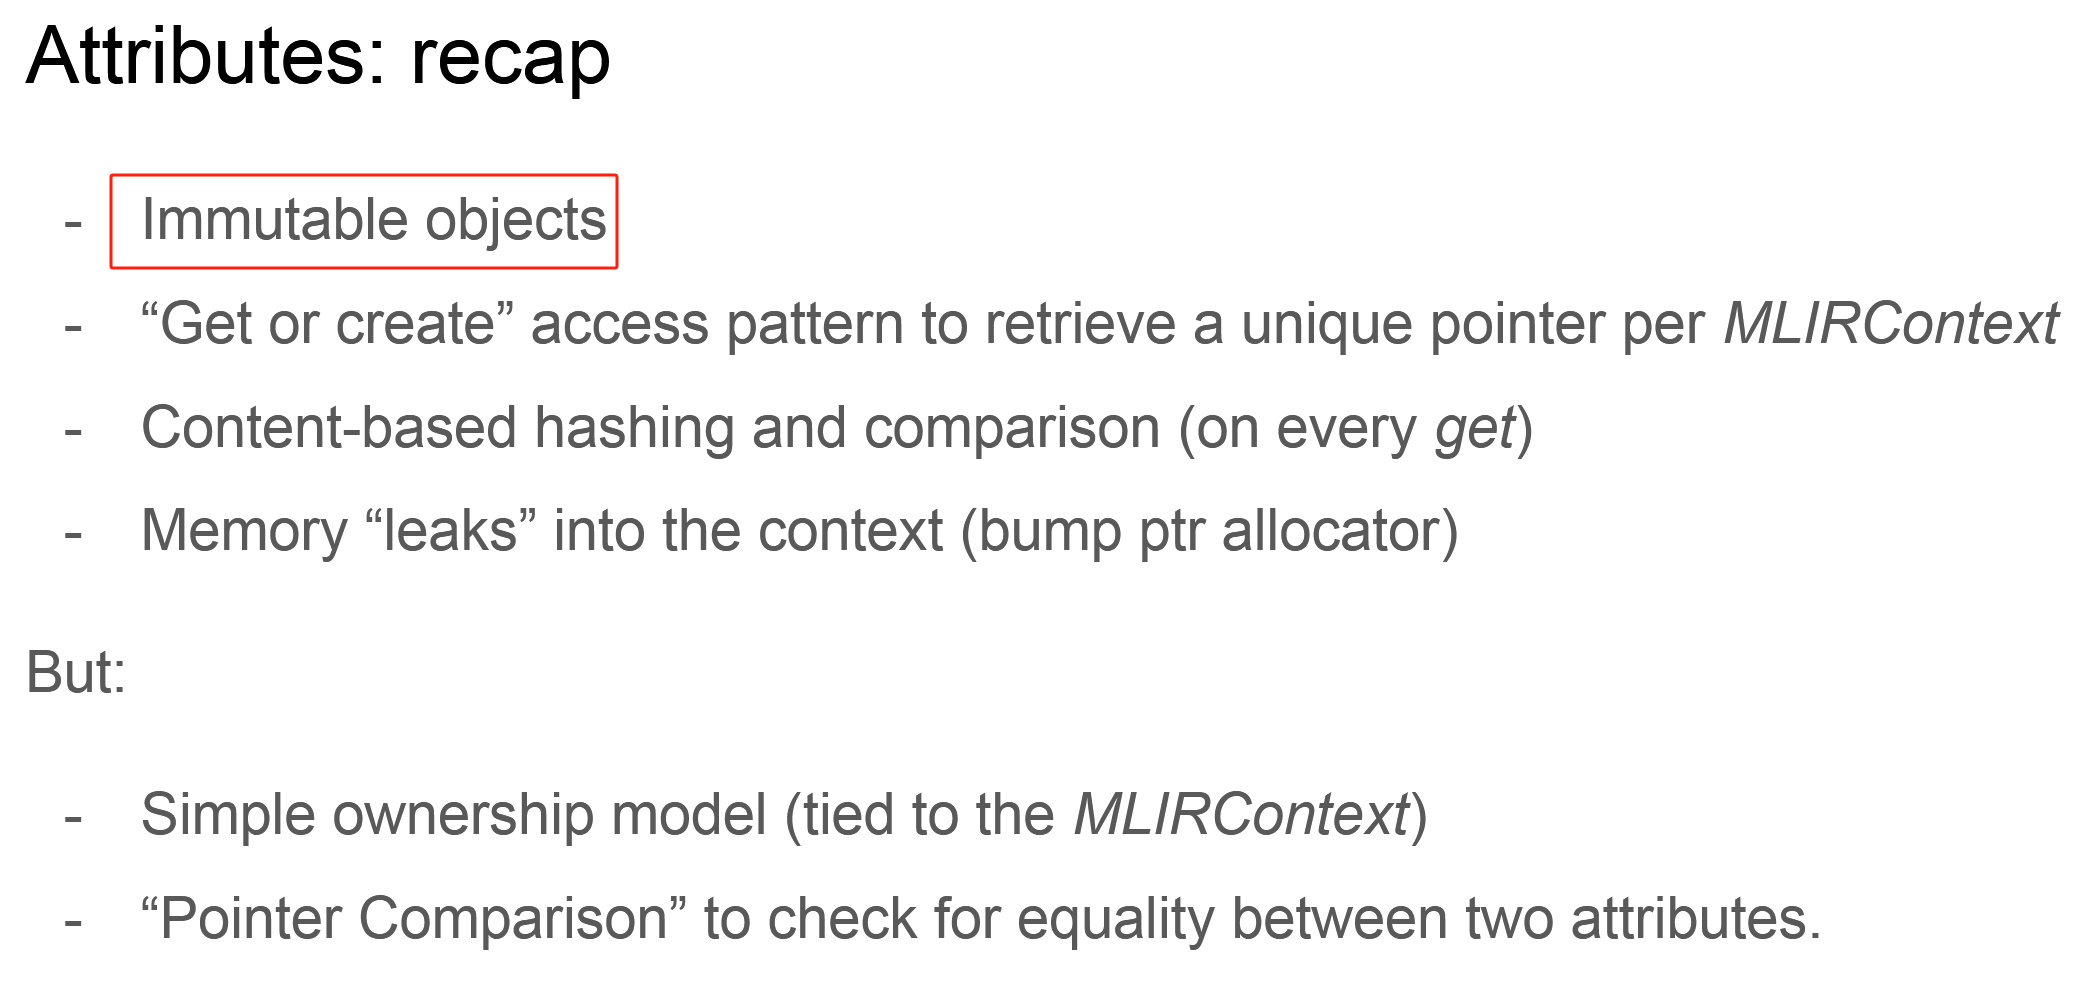 Attributes: recap
- Immutable objects
- “Get or create” access pattern to retrieve a unique pointer per MLIRContext
- Content-based hashing and comparison (on every get)
- Memory “leaks” into the context (bump ptr allocator)
But:
- Simple ownership model (tied to the MLIRContext)
- “Pointer Comparison” to check for equality between two attributes.